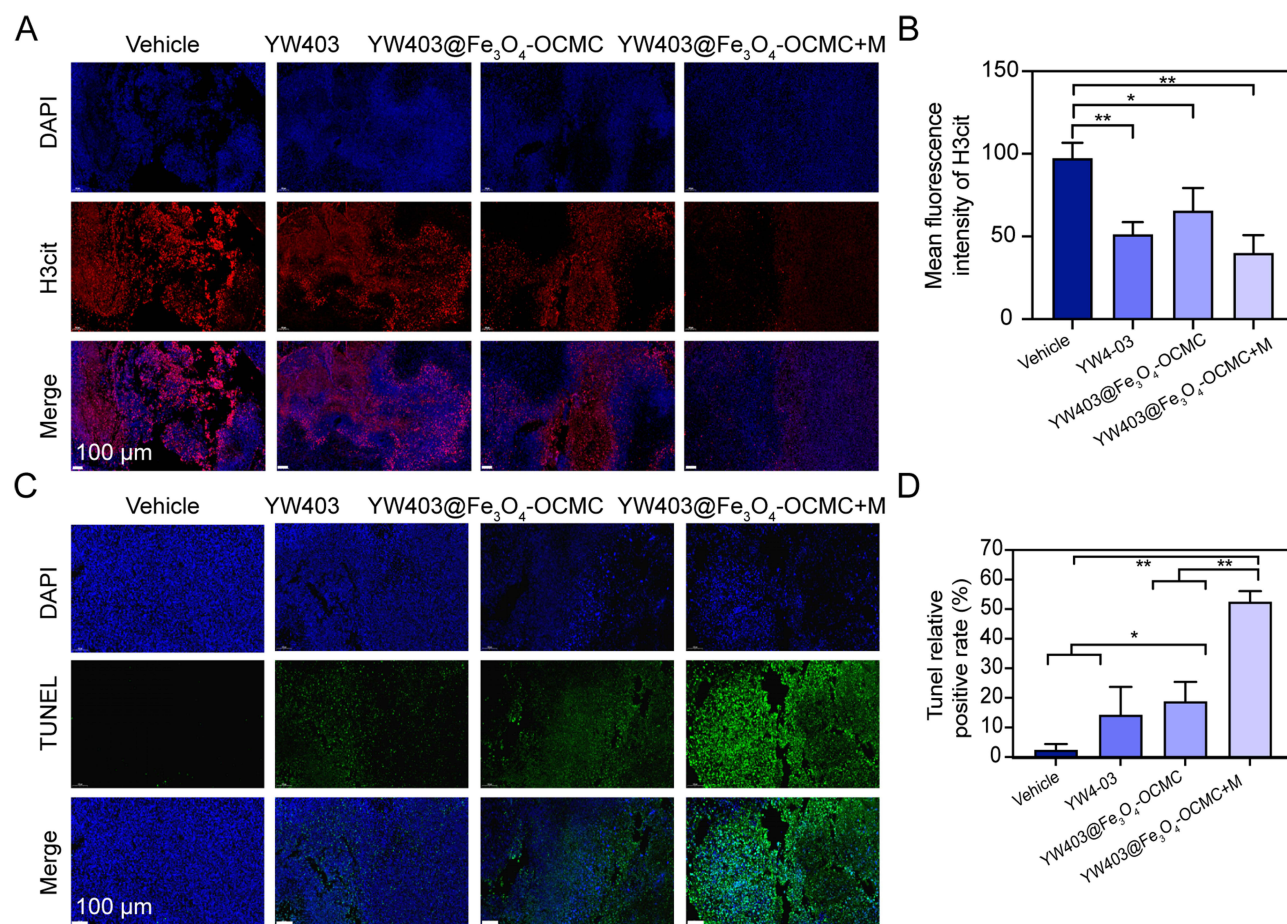 A
Vehicle YW403 YW403@Fe₃O₄-OCMC YW403@Fe₃O₄-OCMC+M
DAPI
H3cit
Merge
100 µm
B
Mean fluorescence
intensity of H3cit
150
100
50
0
**
*
**
Vehicle
YW4-03
YW403@Fe₃O₄-OCMC
YW403@Fe₃O₄-OCMC+M
C
Vehicle YW403 YW403@Fe₃O₄-OCMC YW403@Fe₃O₄-OCMC+M
DAPI
TUNEL
Merge
100 µm
D
Tunel relative
positive rate (%)
70
60
50
40
30
20
10
0
** **
*
Vehicle
YW4-03
YW403@Fe₃O₄-OCMC
YW403@Fe₃O₄-OCMC+M